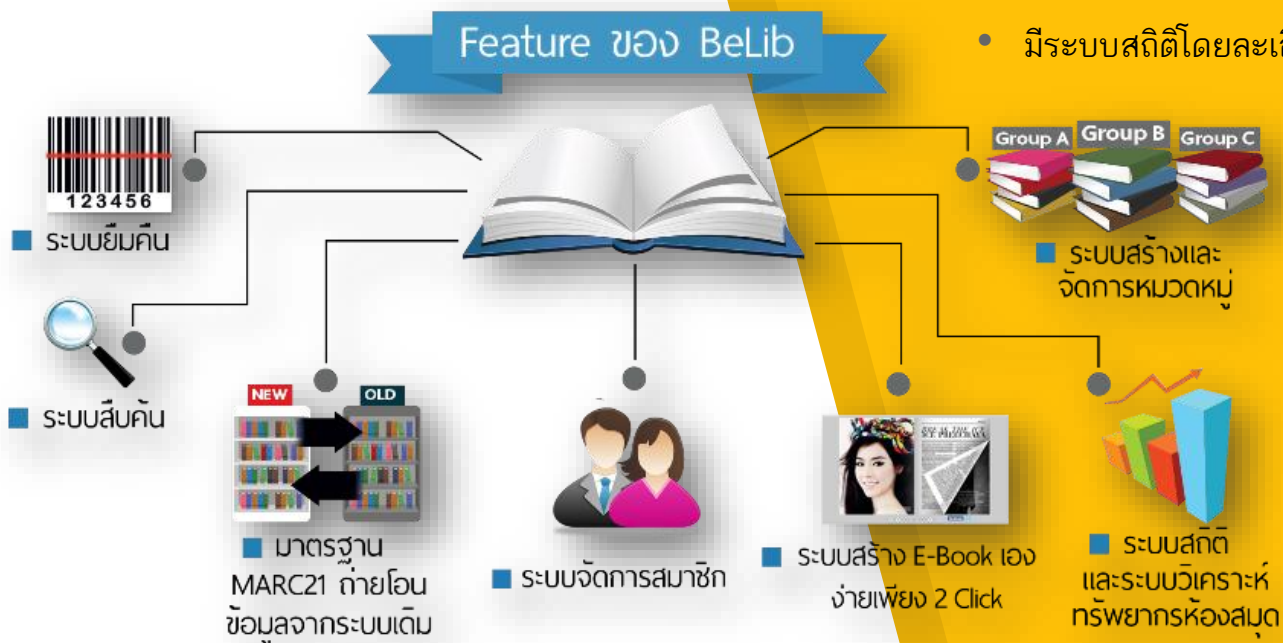 Feature ของ BeLib
มีระบบสถิติโดย
123456
ระบบยืมคืน
Group A Group B Group C
ระบบสร้างและ
จัดการหมวดหมู่
ระบบสืบค้น
NEW OLD
มาตรฐาน
MARC21 ถ่ายโอน
ข้อมูลจากระบบเดิม
ระบบจัดการสมาชิก
ระบบสร้าง E-Book เอง
ง่ายเพียง 2 Click
ระบบสถิติ
และระบบวิเคราะห์
ทรัพยากรห้องสมุด